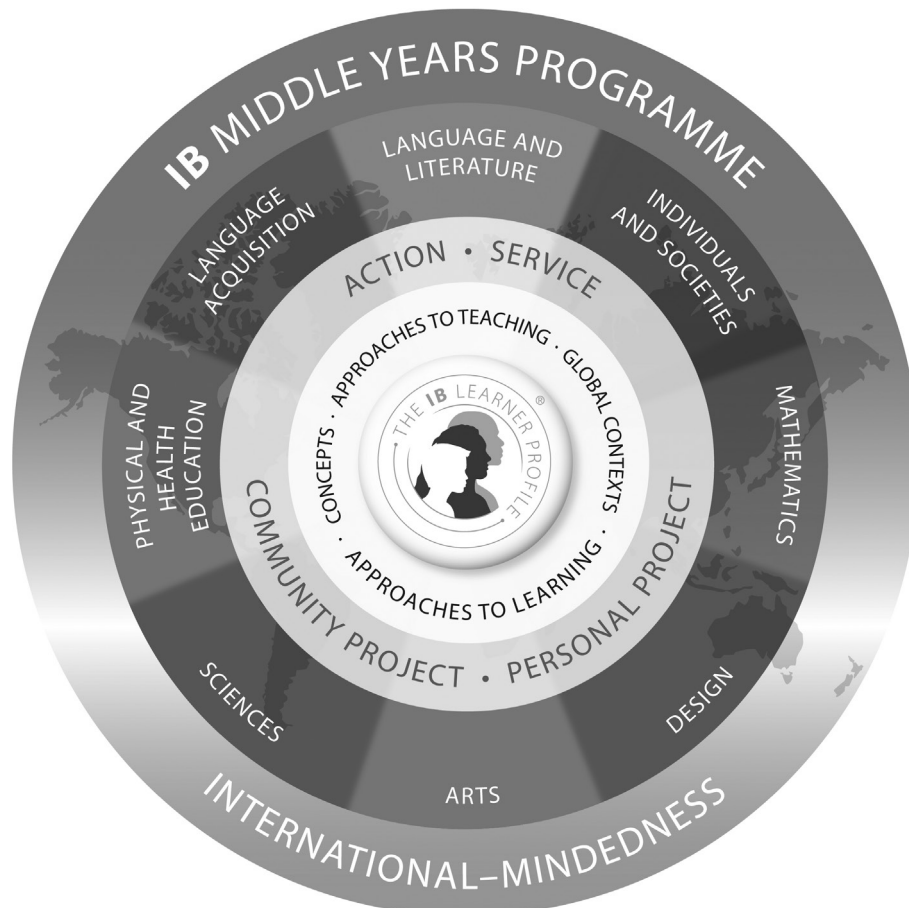 IB MIDDLE YEARS PROGRAMME
LANGUAGE AND
LITERATURE
INDIVIDUALS
AND SOCIETIES
MATHEMATICS
DESIGN
ARTS
SCIENCES
PHYSICAL AND
HEALTH
EDUCATION
LANGUAGE
ACQUISITION
ACTION • SERVICE
PERSONAL PROJECT •
COMMUNITY PROJECT
APPROACHES TO TEACHING ·
GLOBAL CONTEXTS ·
APPROACHES TO LEARNING ·
CONCEPTS ·
· THE IB LEARNER PROFILE ·
®
INTERNATIONAL–MINDEDNESS